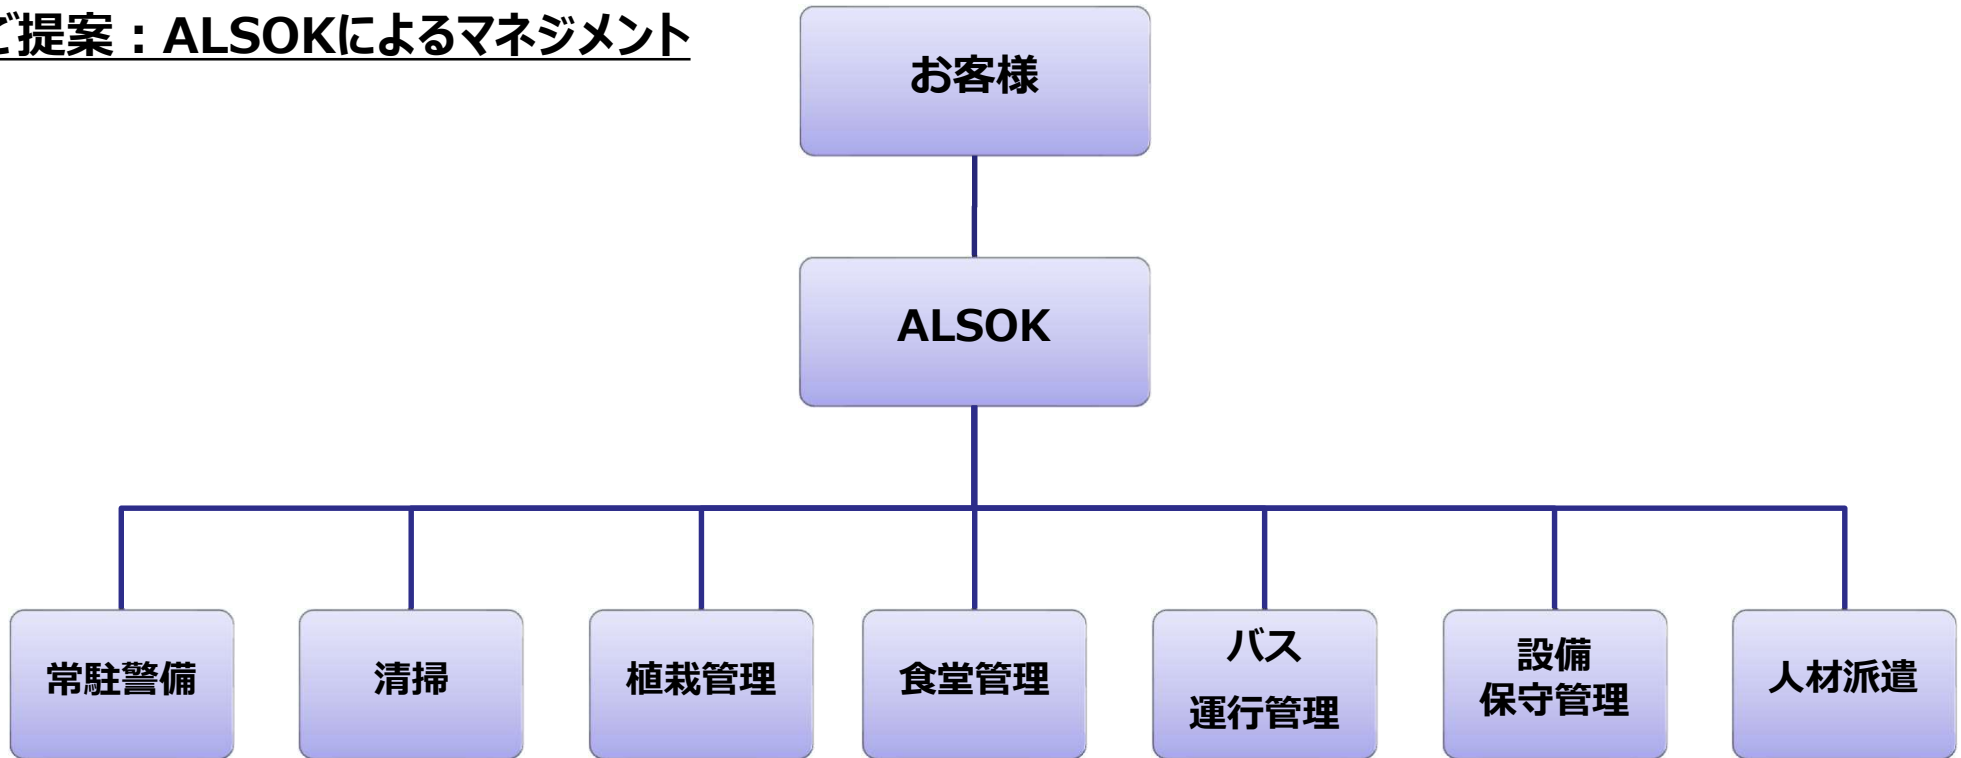 ご提案：ALSOKによるマネジメント
お客様
ALSOK
常駐警備
清掃
植栽管理
食堂管理
バス
運行管理
設備
保守管理
人材派遣